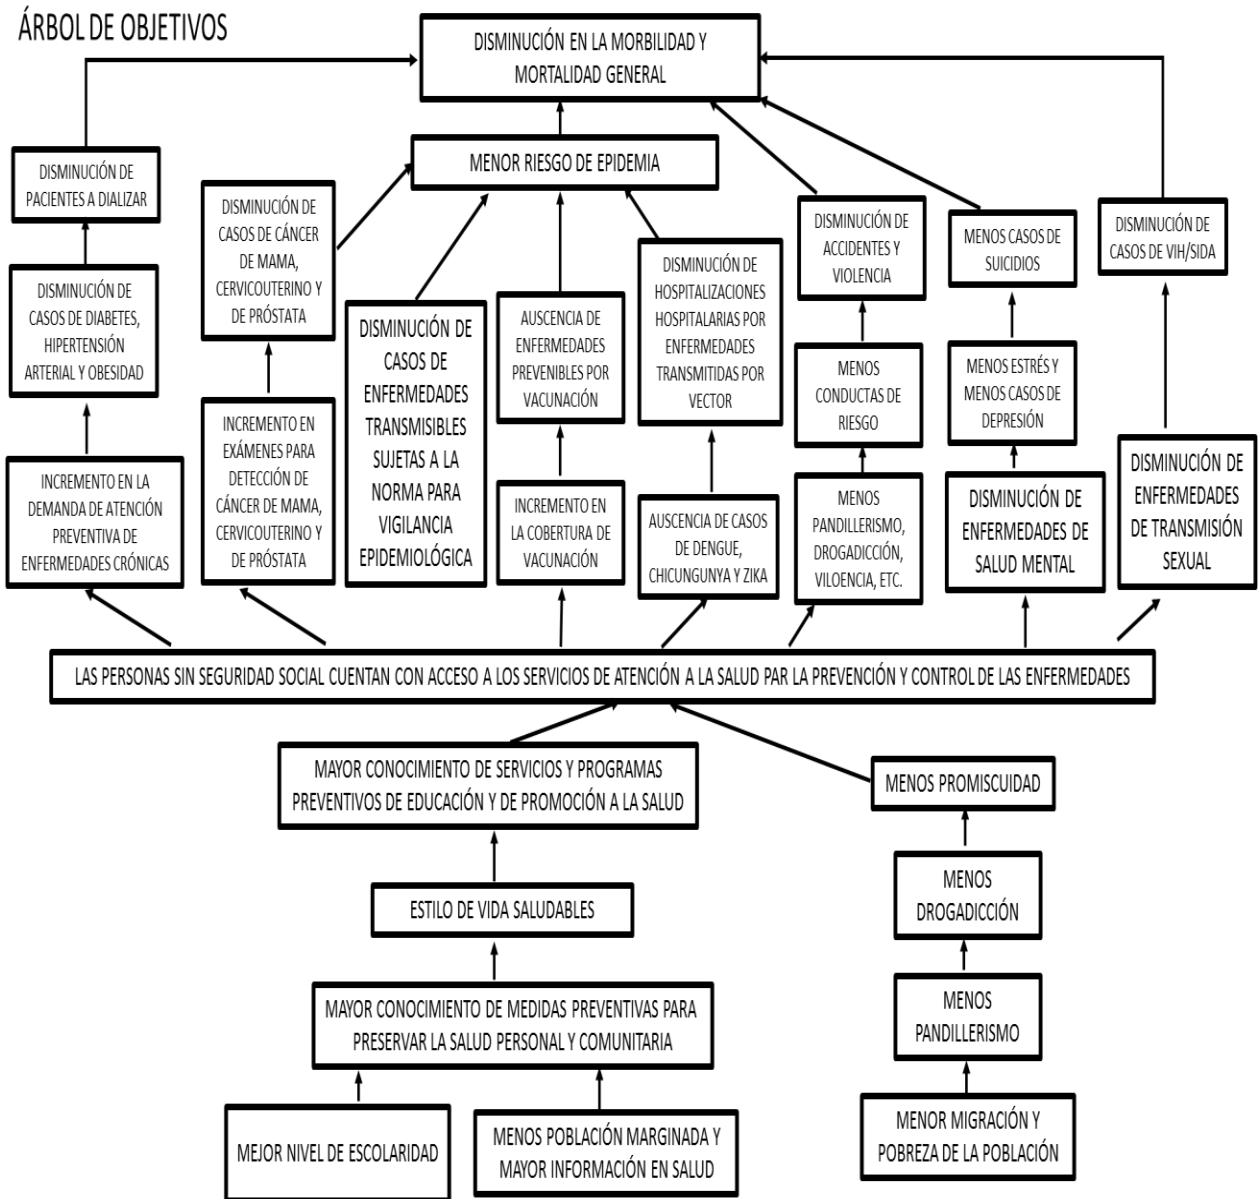 ÁRBOL DE OBJETIVOS
DISMINUCIÓN EN LA MORBILIDAD Y
MORTALIDAD GENERAL
MENOR RIESGO DE EPIDEMIA
DISMINUCIÓN DE
PACIENTES A DIALIZAR
DISMINUCIÓN DE
CASOS DE DIABETES,
HIPERTENSIÓN
ARTERIAL Y OBESIDAD
INCREMENTO EN LA
DEMANDA DE ATENCIÓN
PREVENTIVA DE
ENFERMEDADES CRÓNICAS
DISMINUCIÓN DE
CASOS DE CÁNCER
DE MAMA,
CERVICOUTERINO Y
DE PRÓSTATA
INCREMENTO EN
EXÁMENES PARA
DETECCIÓN DE
CÁNCER DE MAMA,
CERVICOUTERINO Y
DE PRÓSTATA
DISMINUCIÓN DE
CASOS DE
ENFERMEDADES
TRANSMISIBLES
SUJETAS A LA
NORMA PARA
VIGILANCIA
EPIDEMIOLÓGICA
AUSCENCIA DE
ENFERMEDADES
PREVENIBLES POR
VACUNACIÓN
INCREMENTO EN
LA COBERTURA DE
VACUNACIÓN
DISMINUCIÓN DE
HOSPITALIZACIONES
HOSPITALARIAS POR
ENFERMEDADES
TRANSMITIDAS POR
VECTOR
AUSCENCIA DE CASOS
DE DENGUE,
CHICUNGUNYA Y ZIKA
DISMINUCIÓN DE
ACCIDENTES Y
VIOLENCIA
MENOS
CONDUCTAS DE
RIESGO
MENOS
PANDILLERISMO,
DROGADICCIÓN,
VILOENCIA, ETC.
MENOS CASOS DE
SUICIDIOS
MENOS ESTRÉS Y
MENOS CASOS DE
DEPRESIÓN
DISMINUCIÓN DE
ENFERMEDADES DE
SALUD MENTAL
DISMINUCIÓN DE
CASOS DE VIH/SIDA
DISMINUCIÓN DE
ENFERMEDADES
DE TRANSMISIÓN
SEXUAL
LAS PERSONAS SIN SEGURIDAD SOCIAL CUENTAN CON ACCESO A LOS SERVICIOS DE ATENCIÓN A LA SALUD PAR LA PREVENCIÓN Y CONTROL DE LAS ENFERMEDADES
MAYOR CONOCIMIENTO DE SERVICIOS Y PROGRAMAS
PREVENTIVOS DE EDUCACIÓN Y DE PROMOCIÓN A LA SALUD
ESTILO DE VIDA SALUDABLES
MAYOR CONOCIMIENTO DE MEDIDAS PREVENTIVAS PARA
PRESERVAR LA SALUD PERSONAL Y COMUNITARIA
MEJOR NIVEL DE ESCOLARIDAD
MENOS POBLACIÓN MARGINADA Y
MAYOR INFORMACIÓN EN SALUD
MENOS PROMISCUIDAD
MENOS
DROGADICCIÓN
MENOS
PANDILLERISMO
MENOR MIGRACIÓN Y
POBREZA DE LA POBLACIÓN